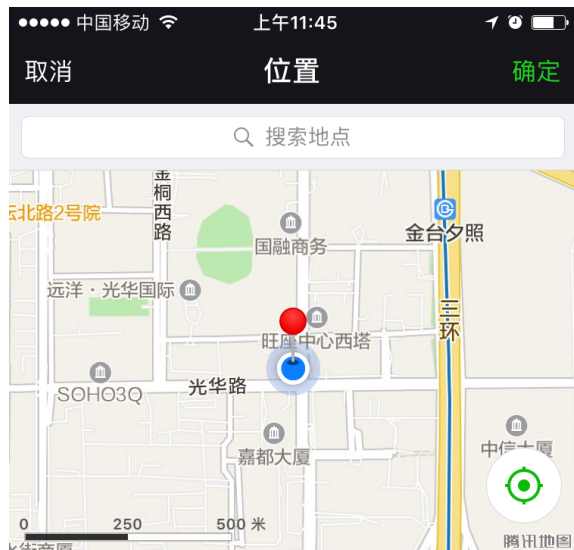 中国移动
上午11:45
取消
位置
确定
搜索地点
金桐西路
北路2号院
国融商务
金台夕照
远洋·光华国际
三环
旺座中心西塔
SOHO3Q
光华路
嘉都大厦
中信大厦
0
250
500 米
腾讯地图